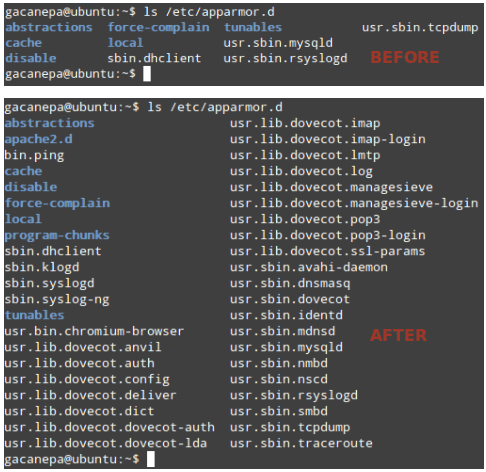 gacanepa@ubuntu:~$ ls /etc/apparmor.d
abstractions force-complain tunables usr.sbin.tcpdump
cache local usr.sbin.mysqld
disable sbin.dhclient usr.sbin.rsyslogd BEFORE
gacanepa@ubuntu:~$
gacanepa@ubuntu:~$ ls /etc/apparmor.d
abstractions usr.lib.dovecot.imap
apache2.d usr.lib.dovecot.imap-login
bin.ping usr.lib.dovecot.lmtp
cache usr.lib.dovecot.log
disable usr.lib.dovecot.managesieve
force-complain usr.lib.dovecot.managesieve-login
local usr.lib.dovecot.pop3
program-chunks usr.lib.dovecot.pop3-login
sbin.dhclient usr.lib.dovecot.ssl-params
sbin.klogd usr.sbin.avahi-daemon
sbin.syslogd usr.sbin.dnsmasq
sbin.syslog-ng usr.sbin.dovecot
tunables usr.sbin.identd
usr.bin.chromium-browser usr.sbin.mdnsd
usr.lib.dovecot.anvil usr.sbin.mysqld AFTER
usr.lib.dovecot.auth usr.sbin.nmbd
usr.lib.dovecot.config usr.sbin.nscd
usr.lib.dovecot.deliver usr.sbin.rsyslogd
usr.lib.dovecot.dict usr.sbin.smbd
usr.lib.dovecot.dovecot-auth usr.sbin.tcpdump
usr.lib.dovecot.dovecot-lda usr.sbin.traceroute
gacanepa@ubuntu:~$